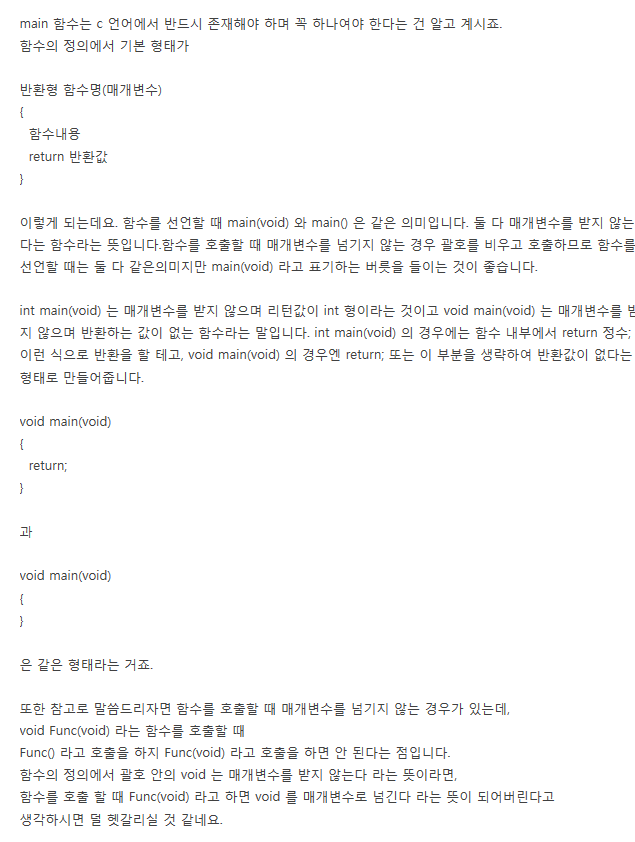 main 함수는 c 언어에서 반드시 존재해야 하며 꼭 하나여야 한다는 건 알고 계시죠.
함수의 정의에서 기본 형태가
반환형 함수명(매개변수)
{
함수내용
return 반환값
}
이렇게 되는데요. 함수를 선언할 때 main(void) 와 main() 은 같은 의미입니다. 둘 다 매개변수를 받지 않는
다는 함수라는 뜻입니다.함수를 호출할 때 매개변수를 넘기지 않는 경우 괄호를 비우고 호출하므로 함수를
선언할 때는 둘 다 같은의미지만 main(void) 라고 표기하는 버릇을 들이는 것이 좋습니다.
int main(void) 는 매개변수를 받지 않으며 리턴값이 int 형이라는 것이고 void main(void) 는 매개변수를 받
지 않으며 반환하는 값이 없는 함수라는 말입니다. int main(void) 의 경우에는 함수 내부에서 return 정수;
이런 식으로 반환을 할 테고, void main(void) 의 경우엔 return; 또는 이 부분을 생략하여 반환값이 없다는
형태로 만들어줍니다.
void main(void)
{
return;
}
과
void main(void)
{
}
은 같은 형태라는 거죠.
또한 참고로 말씀드리자면 함수를 호출할 때 매개변수를 넘기지 않는 경우가 있는데,
void Func(void) 라는 함수를 호출할 때
Func() 라고 호출을 하지 Func(void) 라고 호출을 하면 안 된다는 점입니다.
함수의 정의에서 괄호 안의 void 는 매개변수를 받지 않는다 라는 뜻이라면,
함수를 호출 할 때 Func(void) 라고 하면 void 를 매개변수로 넘긴다 라는 뜻이 되어버린다고
생각하시면 덜 헷갈리실 것 같네요.